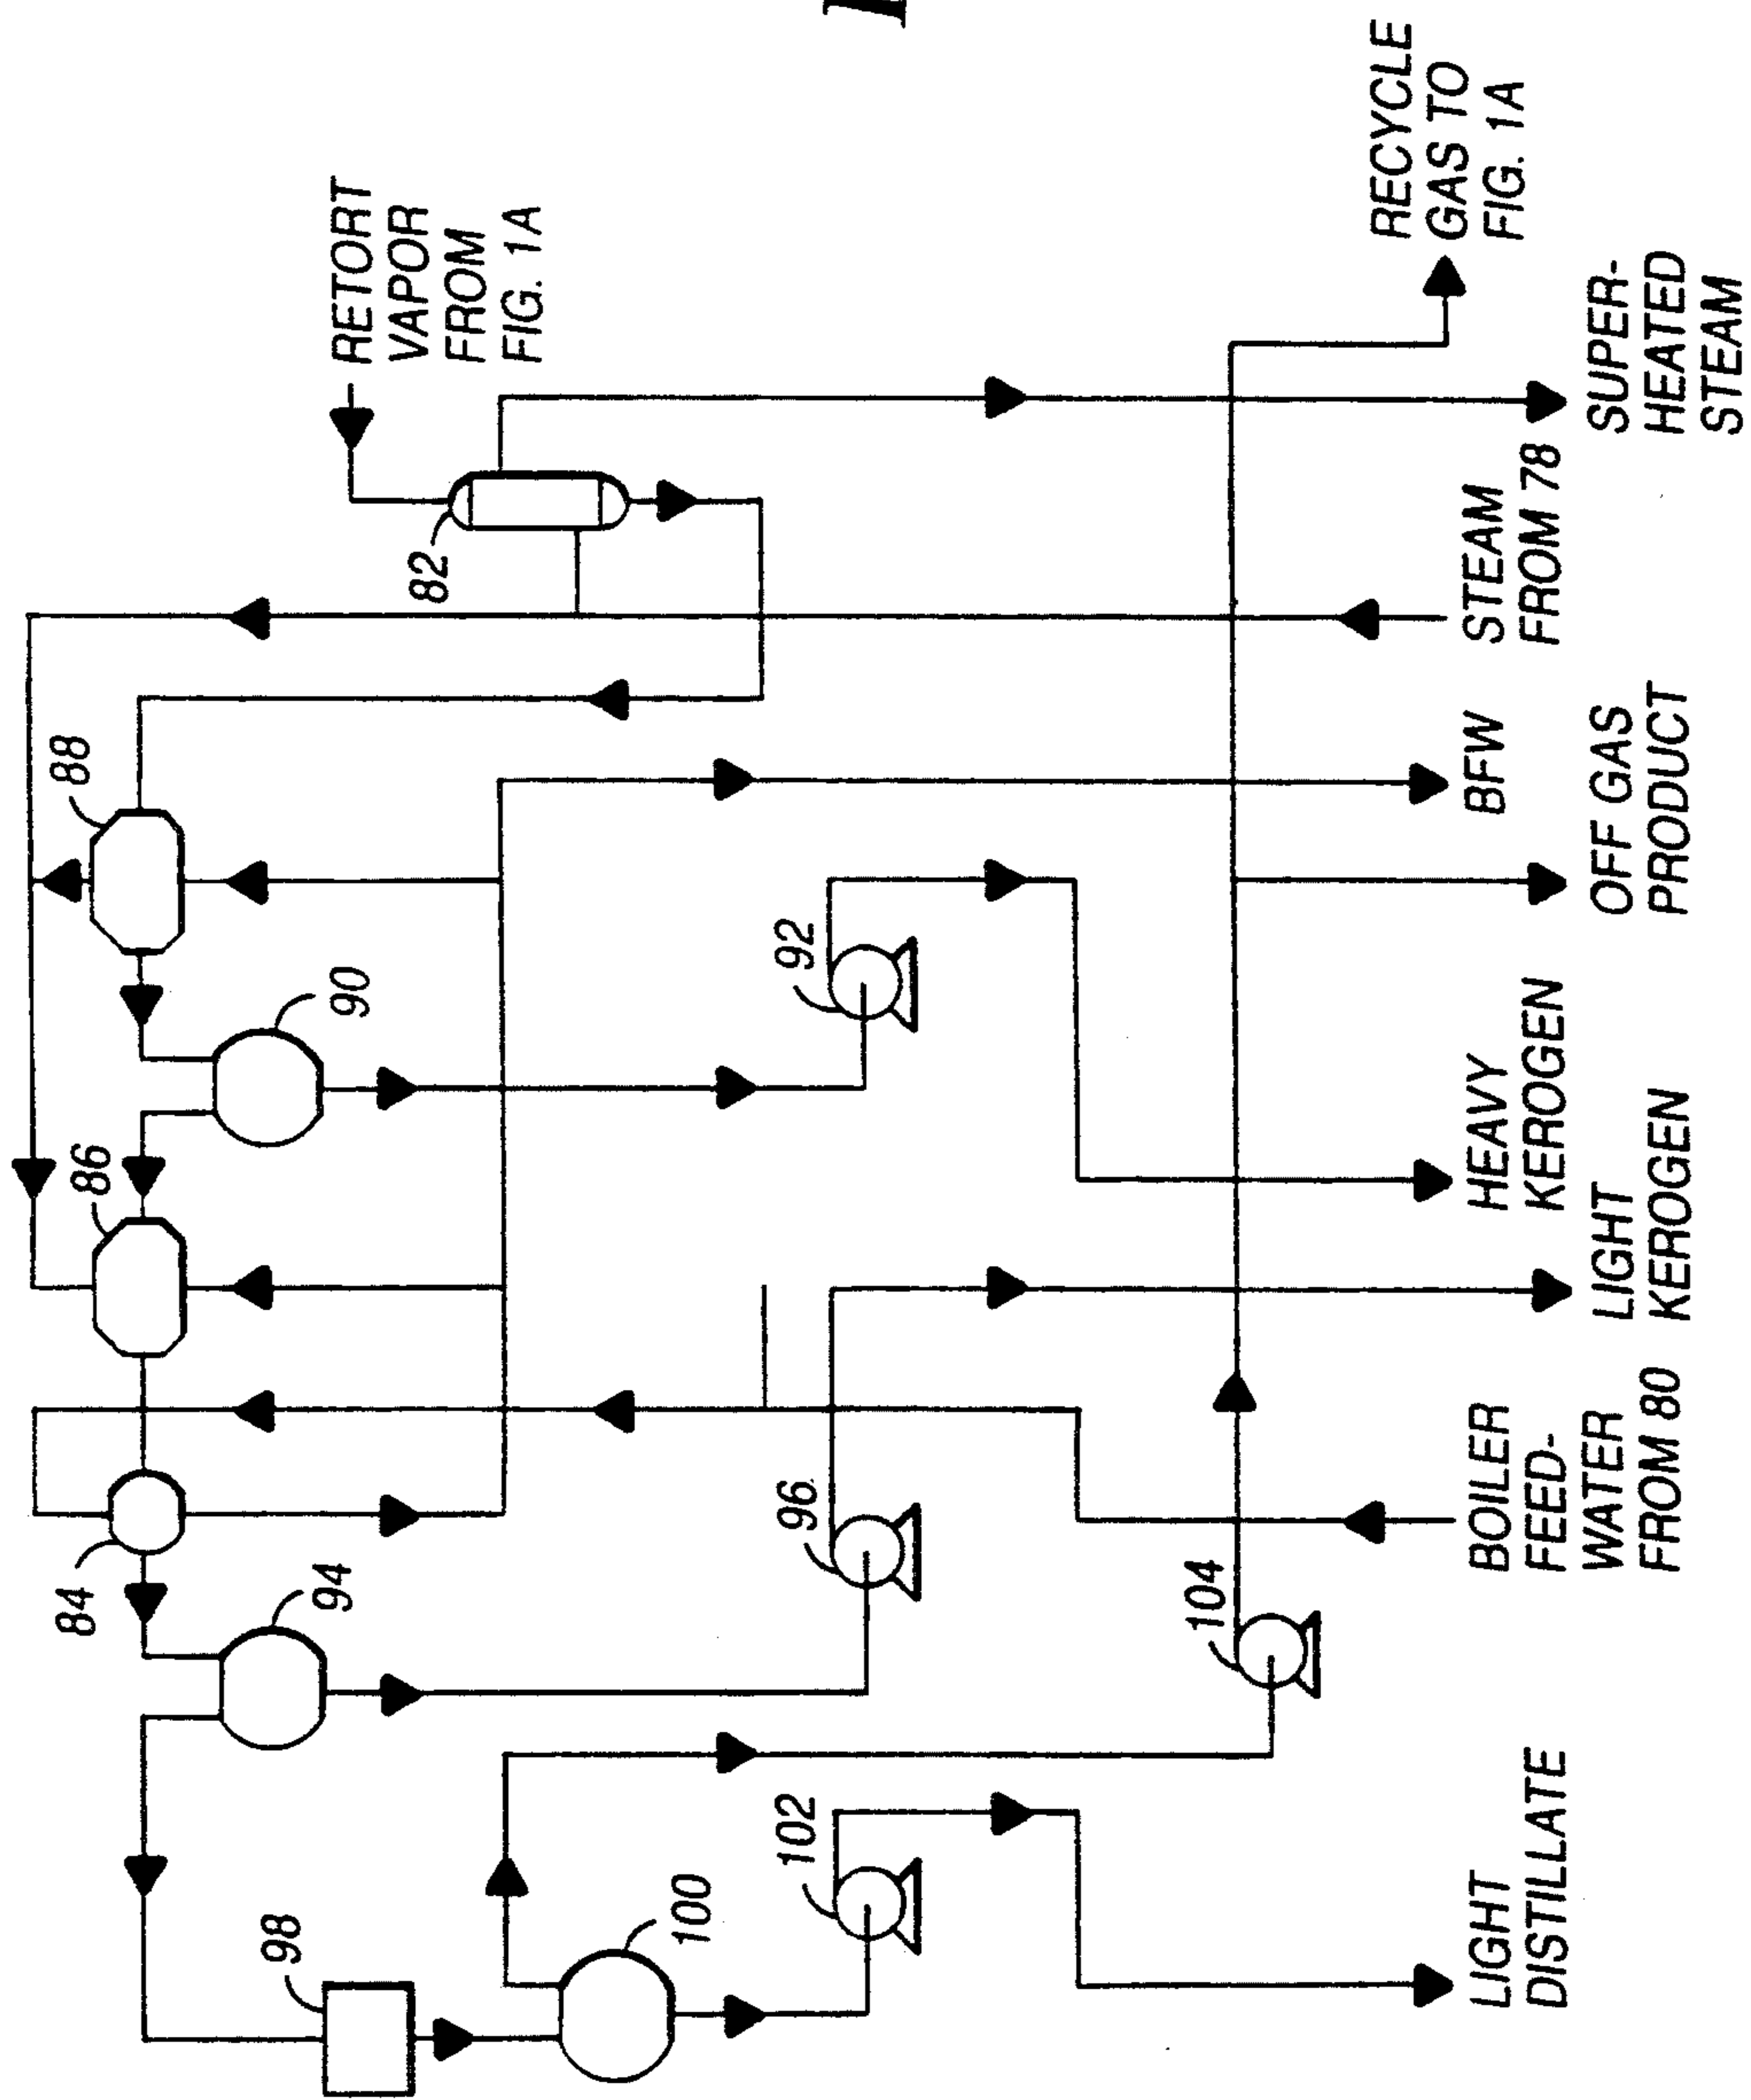 RETORT
VAPOR
FROM
FIG. 1A
82
88
90
86
84
94
98
100
92
96
102
104
RECYCLE
GAS TO
FIG. 1A
SUPER-
HEATED
STEAM
STEAM
FROM 78
BFW
OFF GAS
PRODUCT
HEAVY
KEROGEN
LIGHT
KEROGEN
BOILER
FEED-
WATER
FROM 80
LIGHT
DISTILLATE